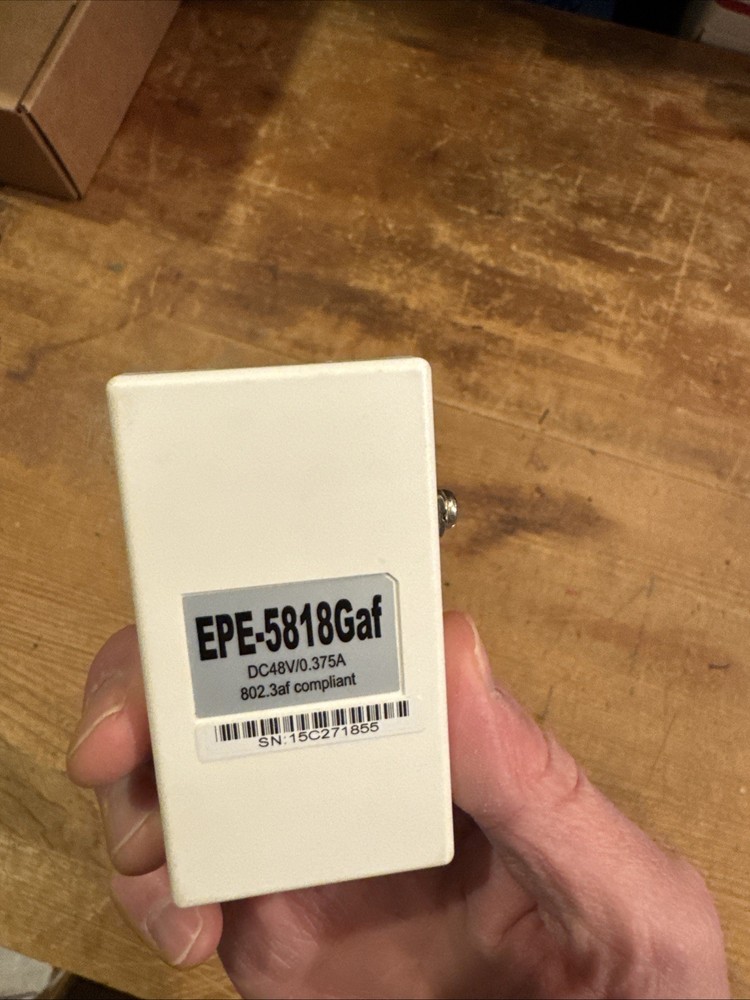 EPE-5818Gaf
DC48V/0.375A
802.3af compliant
SN:15C271855